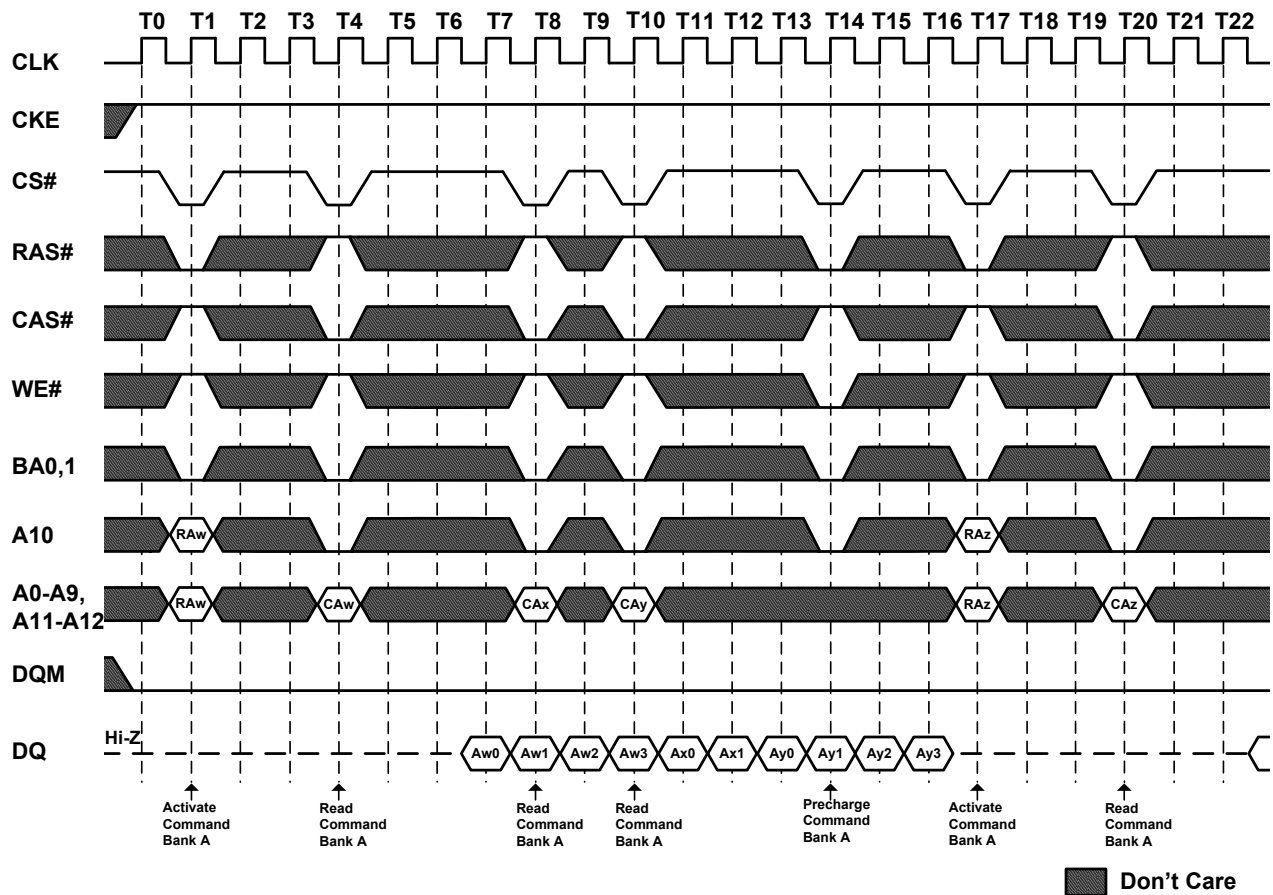 T0 T1 T2 T3 T4 T5 T6 T7 T8 T9 T10 T11 T12 T13 T14 T15 T16 T17 T18 T19 T20 T21 T22
CLK
CKE
CS#
RAS#
CAS#
WE#
BA0,1
A10 RAw RAz
A0-A9,
A11-A12 RAw CAw CAx CAy RAz CAz
DQM
DQ Hi-Z Aw0 Aw1 Aw2 Aw3 Ax0 Ax1 Ay0 Ay1 Ay2 Ay3
Activate
Command
Bank A
Read
Command
Bank A
Read
Command
Bank A
Read
Command
Bank A
Precharge
Command
Bank A
Activate
Command
Bank A
Read
Command
Bank A
Don't Care